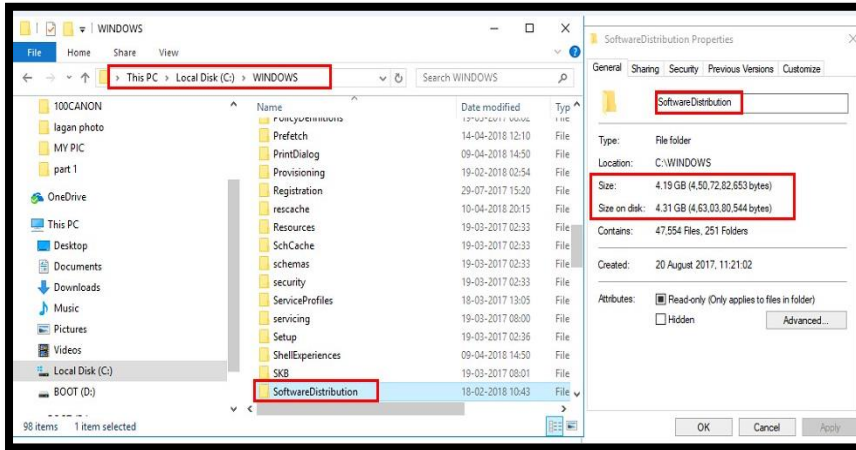 WINDOWS
File Home Share View
This PC > Local Disk (C:) > WINDOWS
Search WINDOWS
100CANON
lagan photo
MY PIC
part 1
OneDrive
This PC
Desktop
Documents
Downloads
Music
Pictures
Videos
Local Disk (C:)
BOOT (D:)
Name Date modified Typ
PolicyDefinitions
Prefetch 14-04-2018 12:10 File
PrintDialog 09-04-2018 14:50 File
Provisioning 19-02-2018 02:54 File
Registration 29-07-2017 15:20 File
rescache 10-04-2018 20:15 File
Resources 19-03-2017 02:33 File
SchCache 19-03-2017 02:33 File
schemas 19-03-2017 02:33 File
security 19-03-2017 02:33 File
ServiceProfiles 18-03-2017 13:05 File
servicing 19-03-2017 08:00 File
Setup 19-03-2017 02:36 File
ShellExperiences 09-04-2018 14:50 File
SKB 19-03-2017 08:01 File
SoftwareDistribution 18-02-2018 10:43 File
98 items 1 item selected
SoftwareDistribution Properties
General Sharing Security Previous Versions Customize
SoftwareDistribution
Type: File folder
Location: C:\WINDOWS
Size: 4.19 GB (4,50,72,82,653 bytes)
Size on disk: 4.31 GB (4,63,03,80,544 bytes)
Contains: 47,554 Files, 251 Folders
Created: 20 August 2017, 11:21:02
Attributes: Read-only (Only applies to files in folder)
Hidden Advanced...
OK Cancel Apply